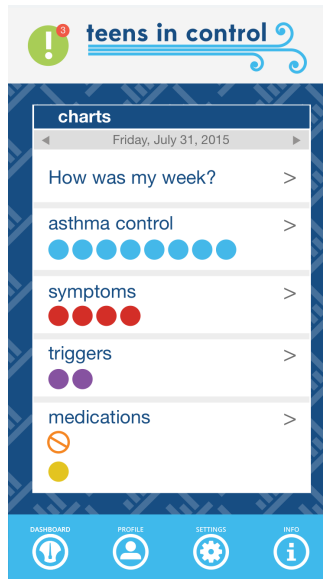 3
teens in control
charts
Friday, July 31, 2015
How was my week? >
asthma control >
symptoms >
triggers >
medications >
DASHBOARD PROFILE SETTINGS INFO